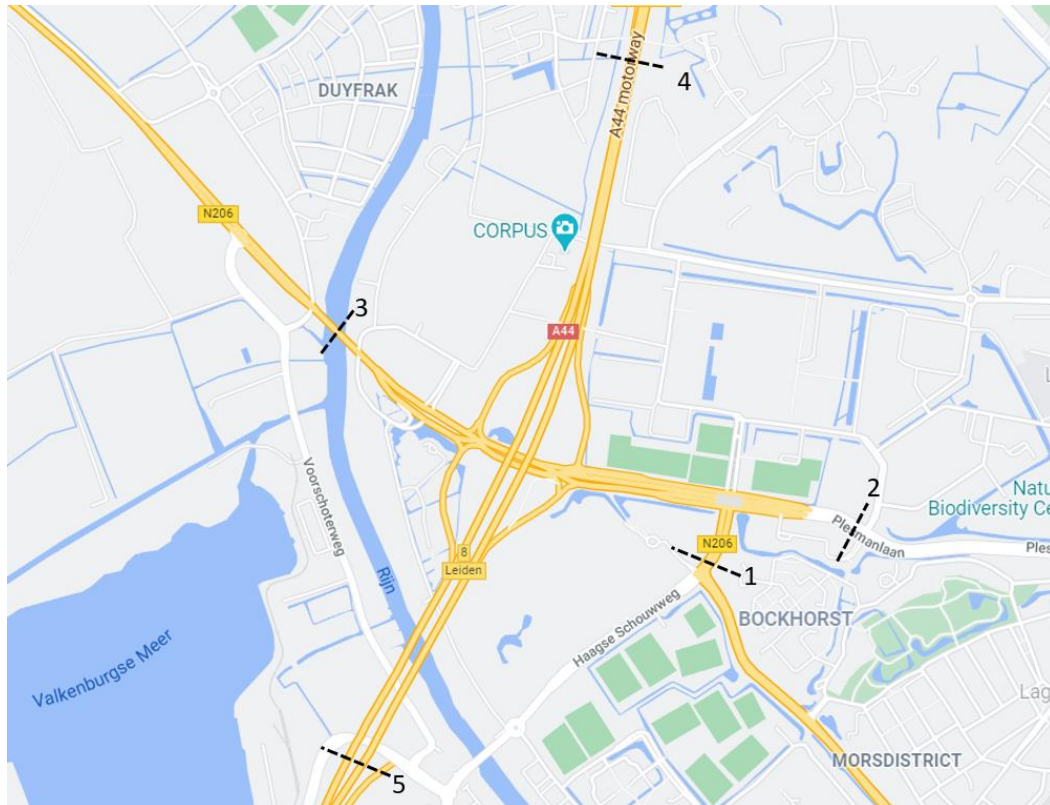 4
A44 motorway
DUYFRAK
N206
CORPUS
3
A44
L
2
Natu
Biodiversity Ce
Plesmanlaan
Ples
Voorschoterweg
8
Leiden
N206
1
Rijn
Haagse Schouwweg
BOCKHORST
Valkenburgse Meer
Lag
MORSDISTRICT
5